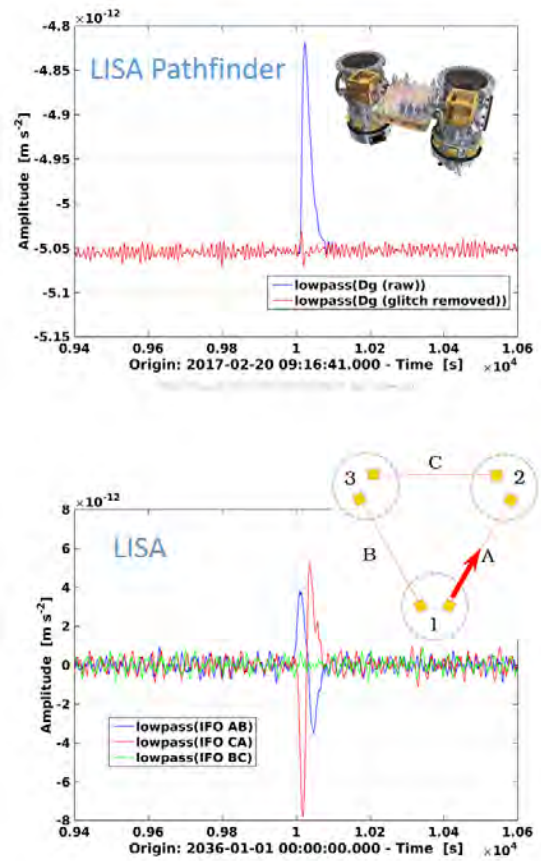 ×10⁻¹²
-4.8
LISA Pathfinder
-4.85
-4.9
-4.95
-5
-5.05
-5.1
-5.15
Amplitude [m s⁻²]
lowpass(Dg (raw))
lowpass(Dg (glitch removed))
0.94 0.96 0.98 1 1.02 1.04 1.06
Origin: 2017-02-20 09:16:41.000 - Time [s] ×10⁴
×10⁻¹²
8
LISA
6
4
2
0
-2
-4
-6
-8
Amplitude [m s⁻²]
3 C 2
B A
1
lowpass(IFO AB)
lowpass(IFO CA)
lowpass(IFO BC)
0.94 0.96 0.98 1 1.02 1.04 1.06
Origin: 2036-01-01 00:00:00.000 - Time [s] ×10⁴